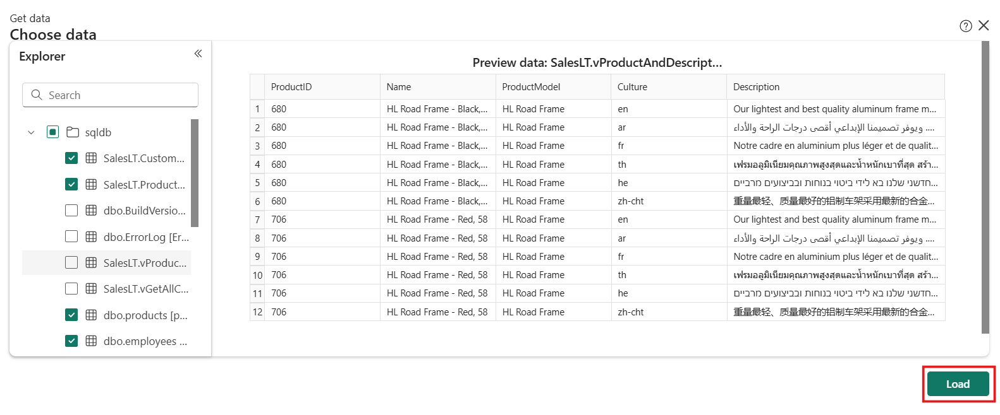 Get data
Choose data
Explorer
Search
sqldb
SalesLT.Custom...
SalesLT.Product...
dbo.BuildVersio...
dbo.ErrorLog [Er...
SalesLT.vProduc...
SalesLT.vGetAllC...
dbo.products [p...
dbo.employees ...
Preview data: SalesLT.vProductAndDescript...
ProductID Name ProductModel Culture Description
1 680 HL Road Frame - Black,... HL Road Frame en Our lightest and best quality aluminum frame m...
2 680 HL Road Frame - Black,... HL Road Frame ar ويوفر تصميمنا الإبداعي أقصى درجات الراحة والأداء ....
3 680 HL Road Frame - Black,... HL Road Frame fr Notre cadre en aluminium plus léger et de qualit...
4 680 HL Road Frame - Black,... HL Road Frame th เฟรมอลูมิเนียมคุณภาพสูงสุดและน้ำหนักเบาที่สุด สร้า...
5 680 HL Road Frame - Black,... HL Road Frame he חדשני שלנו בא לידי ביטוי בנוחות ובביצועים מרביים...
6 680 HL Road Frame - Black,... HL Road Frame zh-cht 重量最轻、质量最好的铝制车架采用最新的合金...
7 706 HL Road Frame - Red, 58 HL Road Frame en Our lightest and best quality aluminum frame m...
8 706 HL Road Frame - Red, 58 HL Road Frame ar ويوفر تصميمنا الإبداعي أقصى درجات الراحة والأداء ....
9 706 HL Road Frame - Red, 58 HL Road Frame fr Notre cadre en aluminium plus léger et de qualit...
10 706 HL Road Frame - Red, 58 HL Road Frame th เฟรมอลูมิเนียมคุณภาพสูงสุดและน้ำหนักเบาที่สุด สร้า...
11 706 HL Road Frame - Red, 58 HL Road Frame he חדשני שלנו בא לידי ביטוי בנוחות ובביצועים מרביים...
12 706 HL Road Frame - Red, 58 HL Road Frame zh-cht 重量最轻、质量最好的铝制车架采用最新的合金...
Load